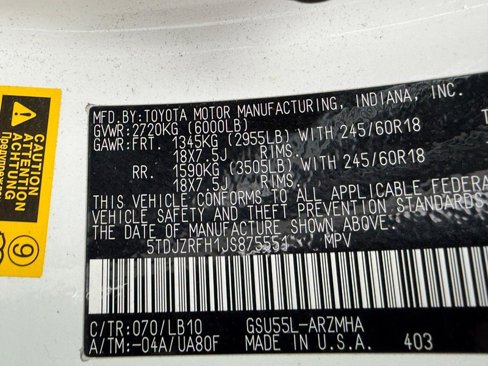 MFD.BY:TOYOTA MOTOR MANUFACTURING, INDIANA, INC.
GVWR:2720KG (6000LB)
GAWR:FRT. 1345KG (2955LB) WITH 245/60R18
18X7.5J RIMS,
RR. 1590KG (3505LB) WITH 245/60R18
18X7.5J RIMS,
THIS VEHICLE CONFORMS TO ALL APPLICABLE FEDERA
VEHICLE SAFETY AND THEFT PREVENTION STANDARDS
THE DATE OF MANUFACTURE SHOWN ABOVE.
5TDJZRFH1JS875551 MPV
C/TR:070/LB10 GSU55L-ARZMHA
A/TM:-04A/UA80F MADE IN U.S.A. 403
CAUTION
ATTENTION
ACHTUNG
9